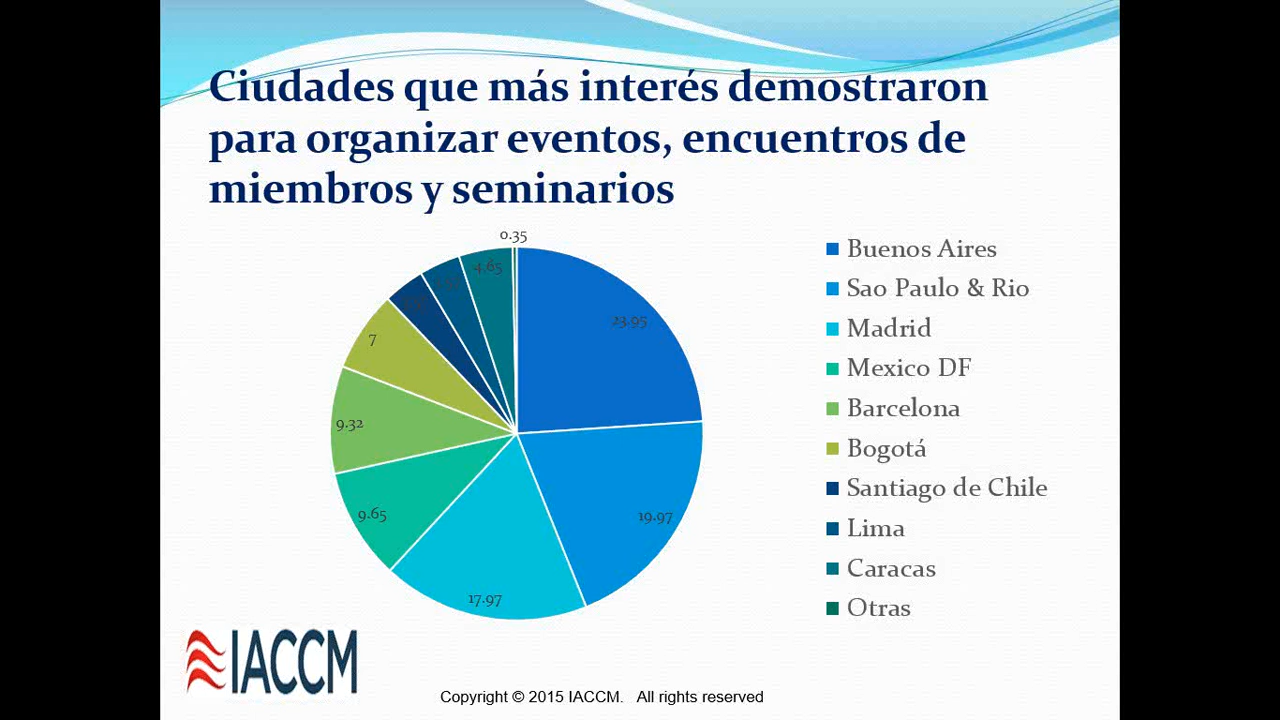 Ciudades que más interés demostraron
para organizar eventos, encuentros de
miembros y seminarios
0.35
4.65
23.95
7
9.32
19.97
9.65
17.97
Buenos Aires
Sao Paulo & Rio
Madrid
Mexico DF
Barcelona
Bogotá
Santiago de Chile
Lima
Caracas
Otras
IACCM
Copyright © 2015 IACCM. All rights reserved